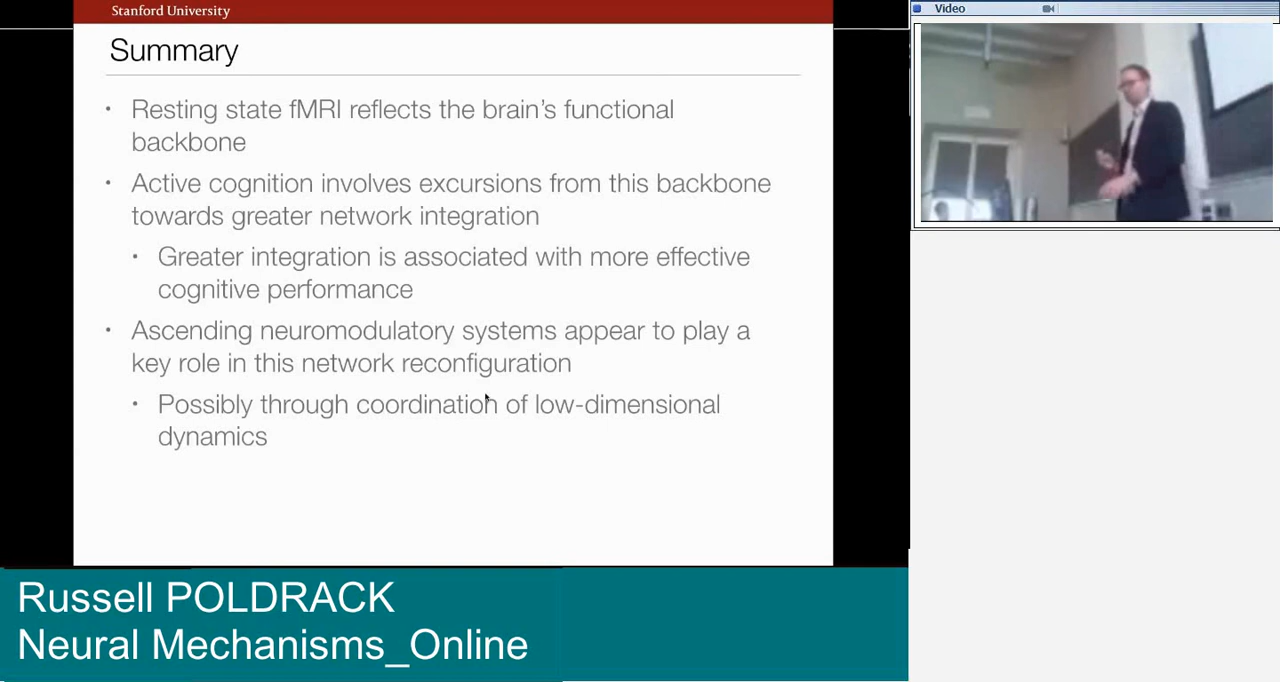 Stanford University
Summary
• Resting state fMRI reflects the brain's functional
backbone
• Active cognition involves excursions from this backbone
towards greater network integration
• Greater integration is associated with more effective
cognitive performance
• Ascending neuromodulatory systems appear to play a
key role in this network reconfiguration
• Possibly through coordination of low-dimensional
dynamics
Russell POLDRACK
Neural Mechanisms_Online
Video